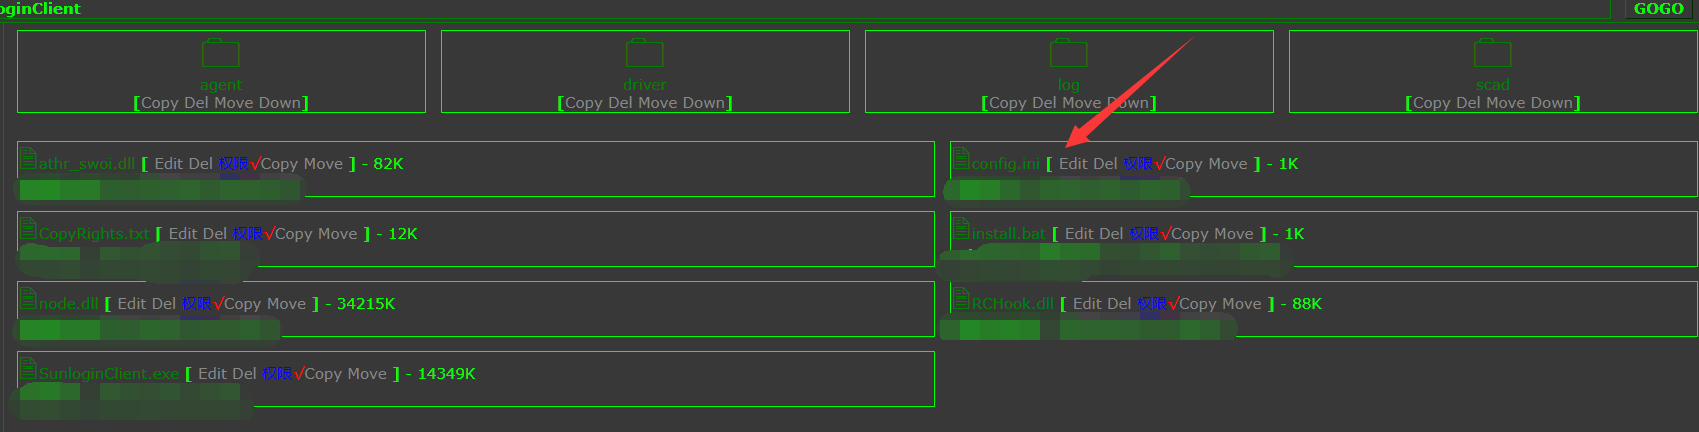 oginClient GOGO
agent driver log scad
[Copy Del Move Down] [Copy Del Move Down] [Copy Del Move Down] [Copy Del Move Down]
athr_swoi.dll [ Edit Del 权限√Copy Move ] - 82K config.ini [ Edit Del 权限√Copy Move ] - 1K
CopyRights.txt [ Edit Del 权限√Copy Move ] - 12K install.bat [ Edit Del 权限√Copy Move ] - 1K
node.dll [ Edit Del 权限√Copy Move ] - 34215K RCHook.dll [ Edit Del 权限√Copy Move ] - 88K
SunloginClient.exe [ Edit Del 权限√Copy Move ] - 14349K